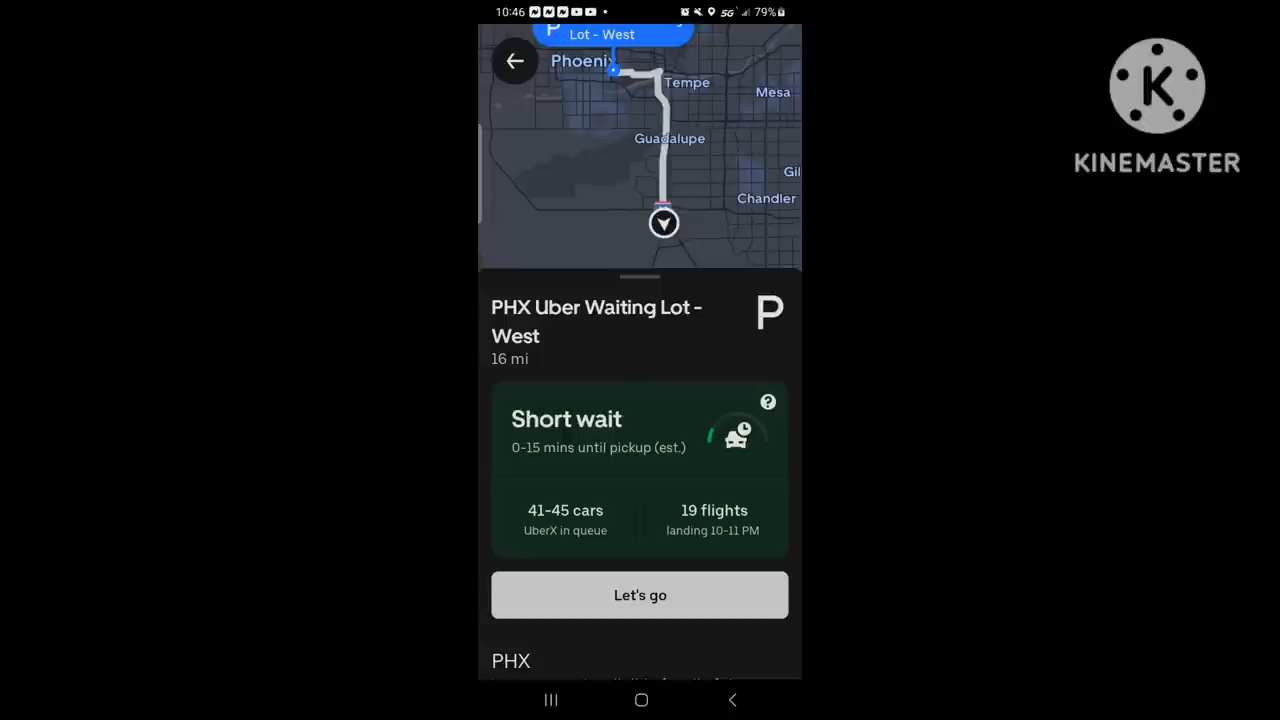 10:46
5G
79%
P
Lot - West
Phoenix
Tempe
Mesa
Guadalupe
Gil
Chandler
PHX Uber Waiting Lot -
West
P
16 mi
Short wait
?
0-15 mins until pickup (est.)
41-45 cars
19 flights
UberX in queue
landing 10-11 PM
Let's go
PHX
K
KINEMASTER